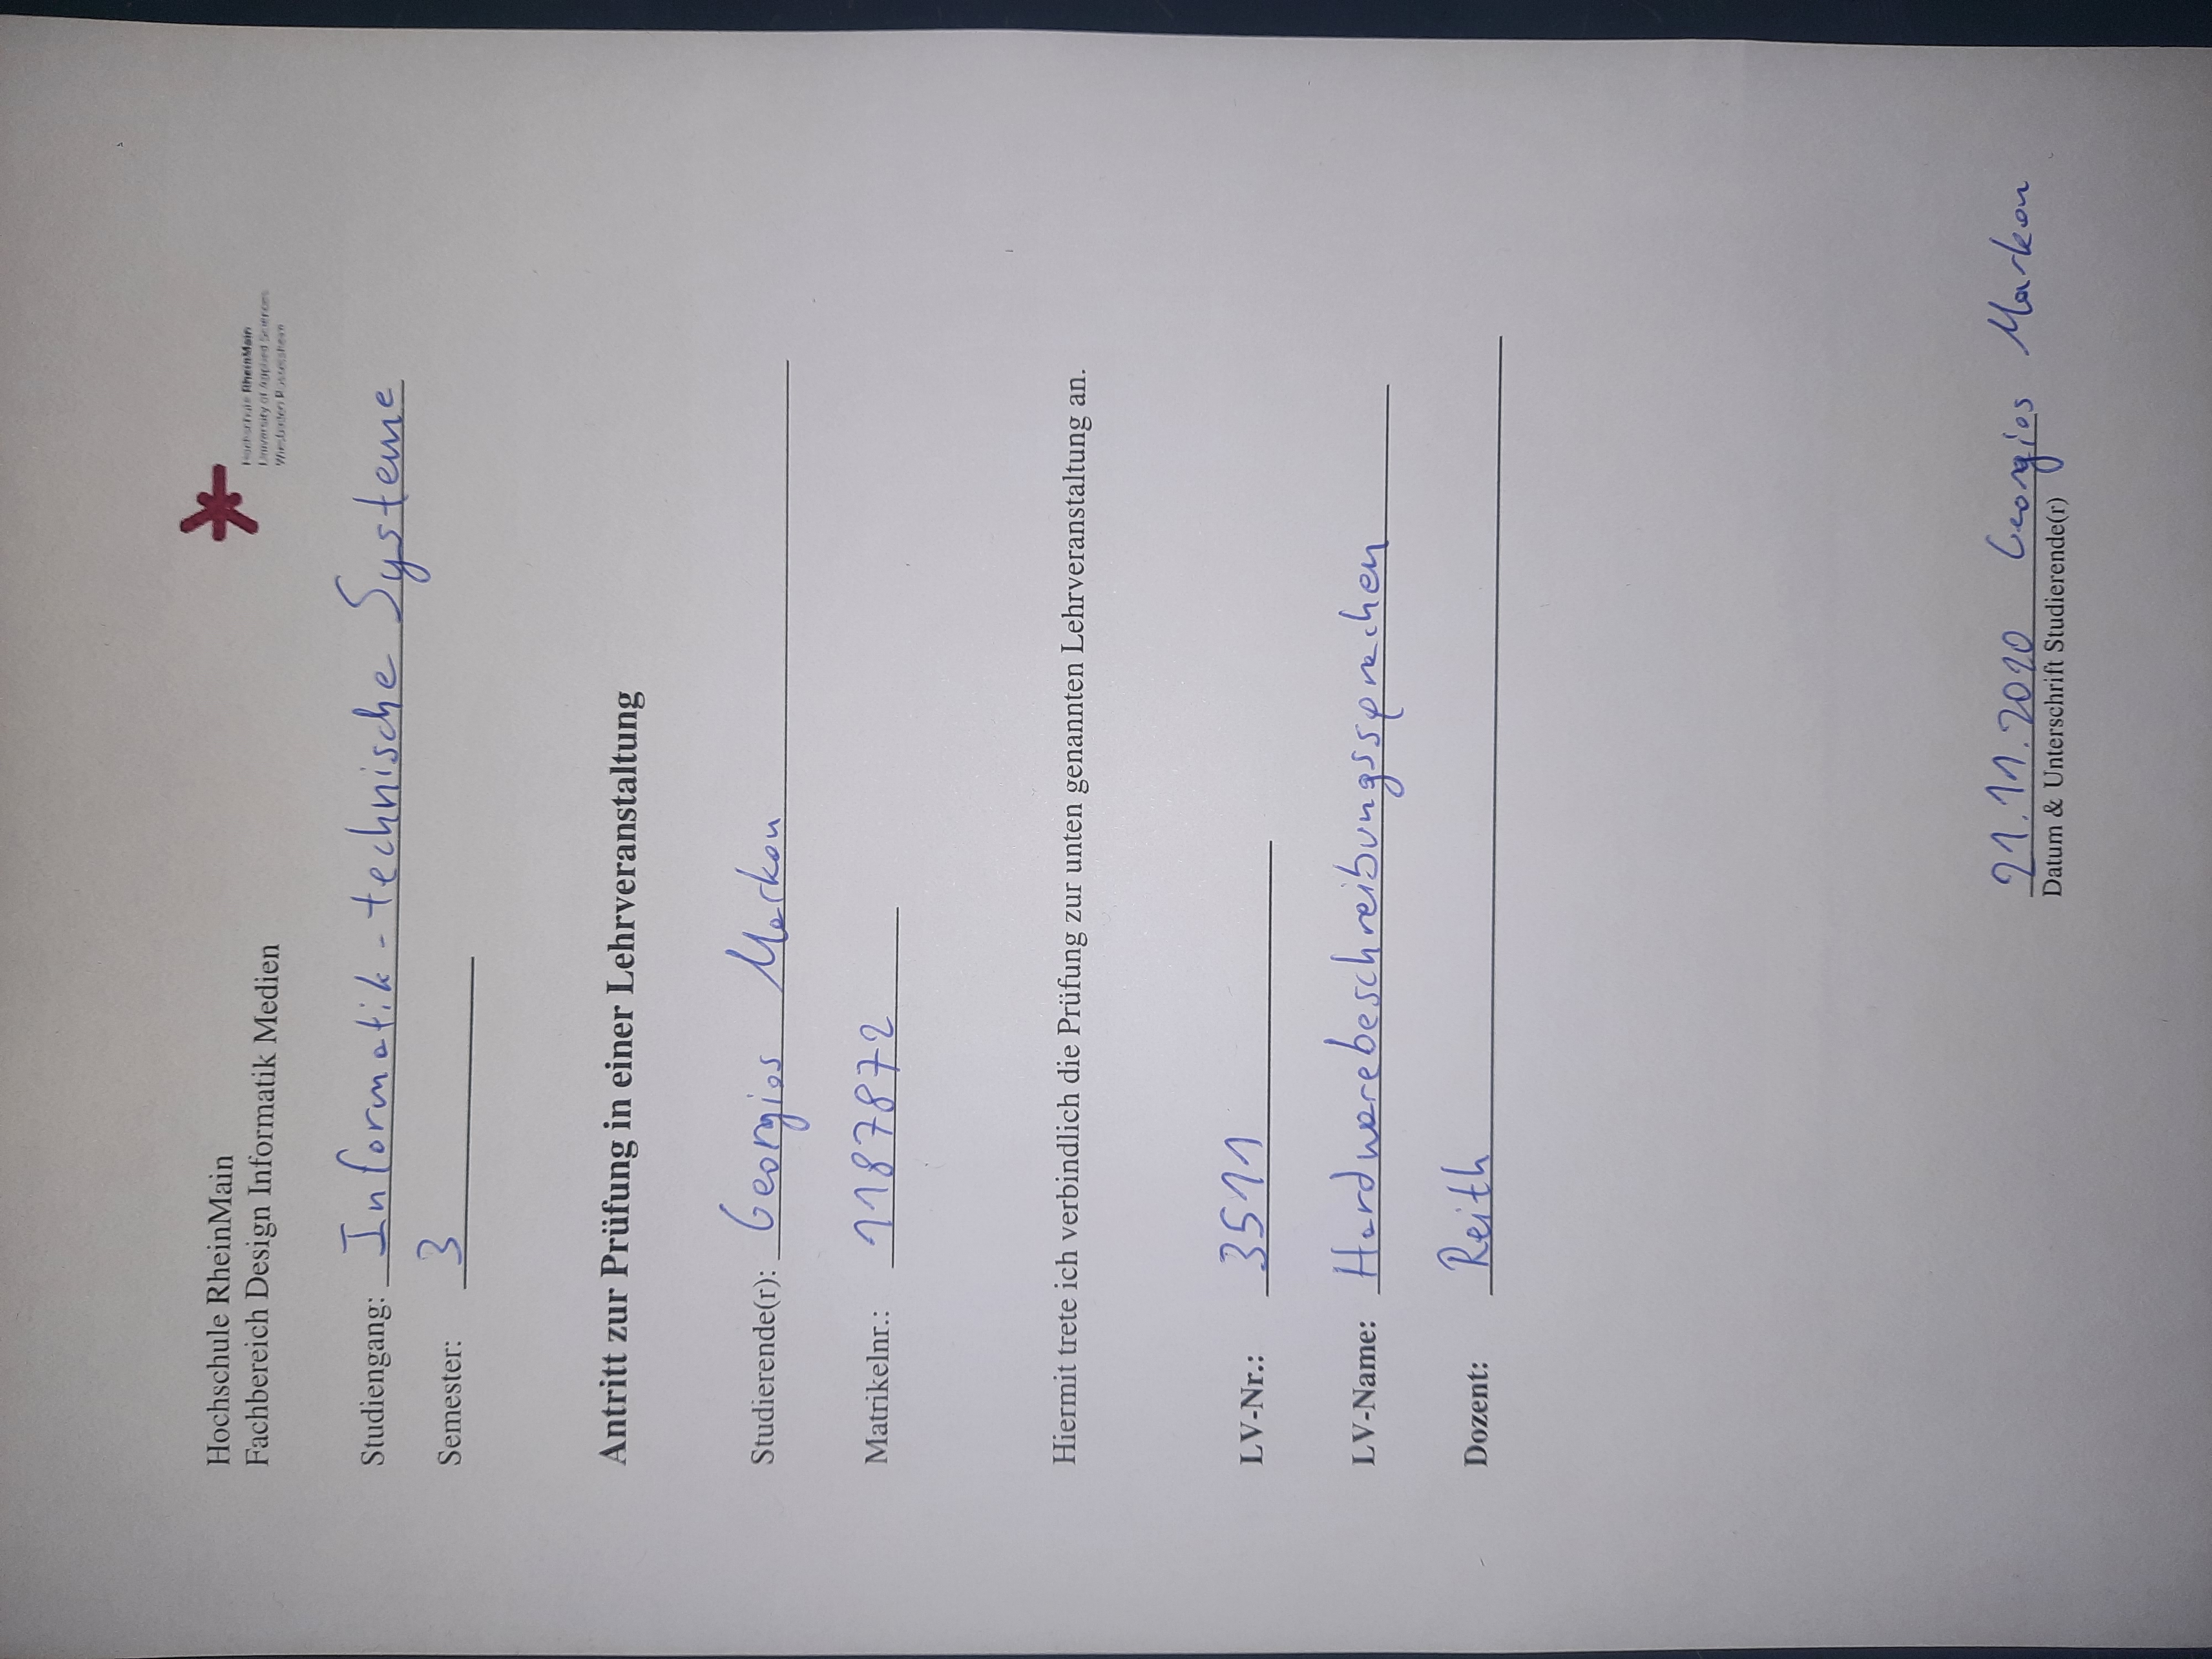 Hochschule RheinMain
Fachbereich Design Informatik Medien
Hochschule RheinMain
University of Applied Sciences
Wiesbaden Rüsselsheim
Studiengang: Informatik-technische Systeme
Semester: 3
Antritt zur Prüfung in einer Lehrveranstaltung
Studierende(r): Georgios Markou
Matrikelnr.: 1187872
Hiermit trete ich verbindlich die Prüfung zur unten genannten Lehrveranstaltung an.
LV-Nr.: 3511
LV-Name: Hardwarebeschreibungssprachen
Dozent: Reith
21.11.2020 Georgios Markou
Datum & Unterschrift Studierende(r)